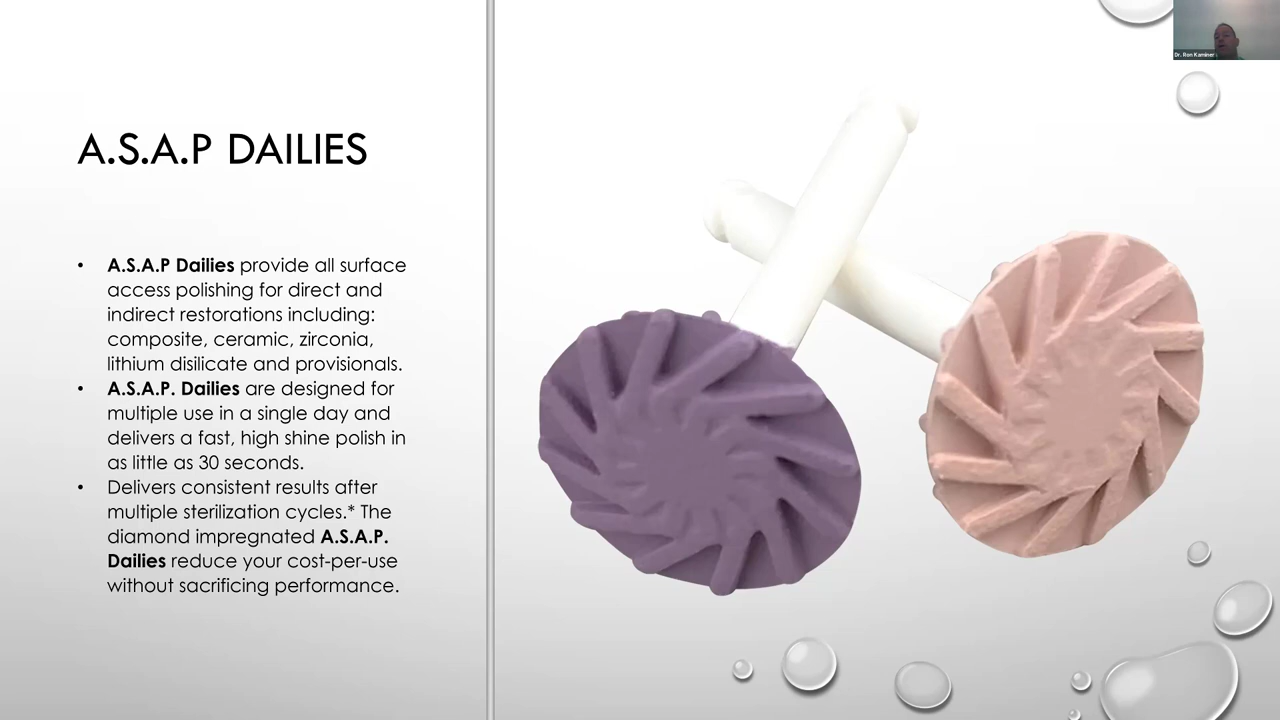 Dr. Ron Kaminer
A.S.A.P DAILIES
• A.S.A.P Dailies provide all surface
access polishing for direct and
indirect restorations including:
composite, ceramic, zirconia,
lithium disilicate and provisionals.
• A.S.A.P. Dailies are designed for
multiple use in a single day and
delivers a fast, high shine polish in
as little as 30 seconds.
• Delivers consistent results after
multiple sterilization cycles.* The
diamond impregnated A.S.A.P.
Dailies reduce your cost-per-use
without sacrificing performance.